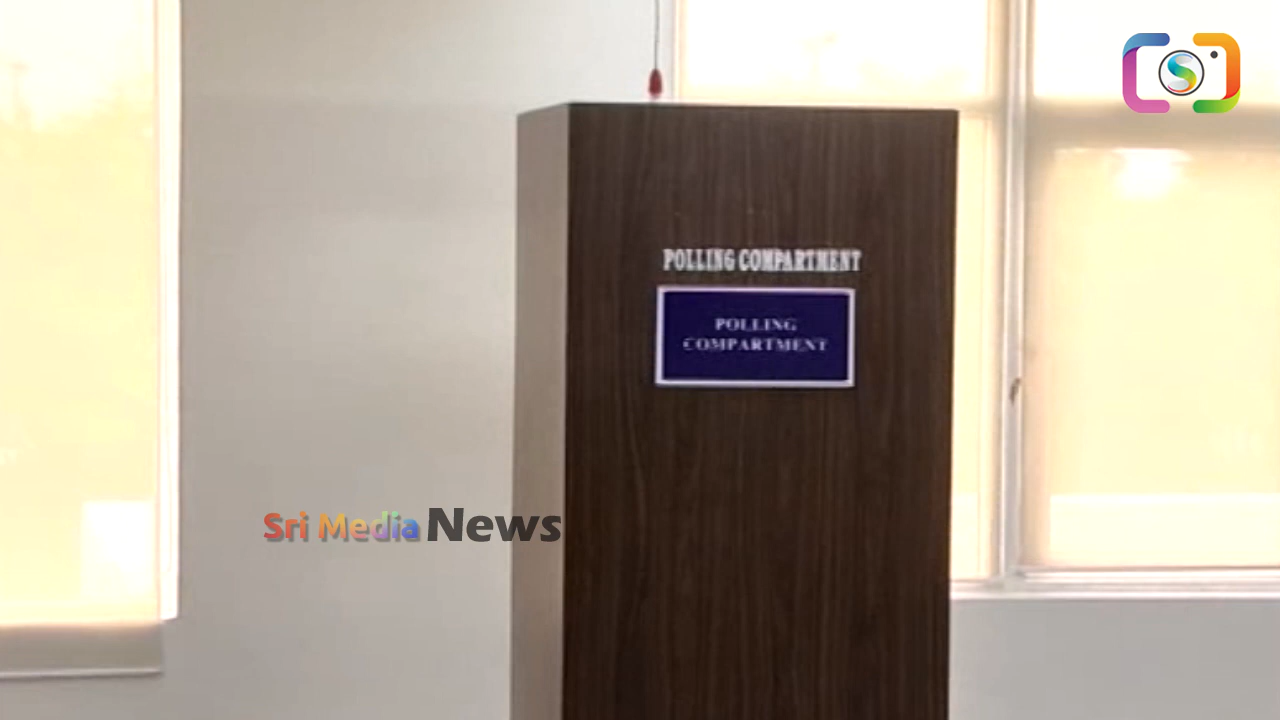 S
POLLING COMPARTMENT
POLLING
COMPARTMENT
Sri Media News